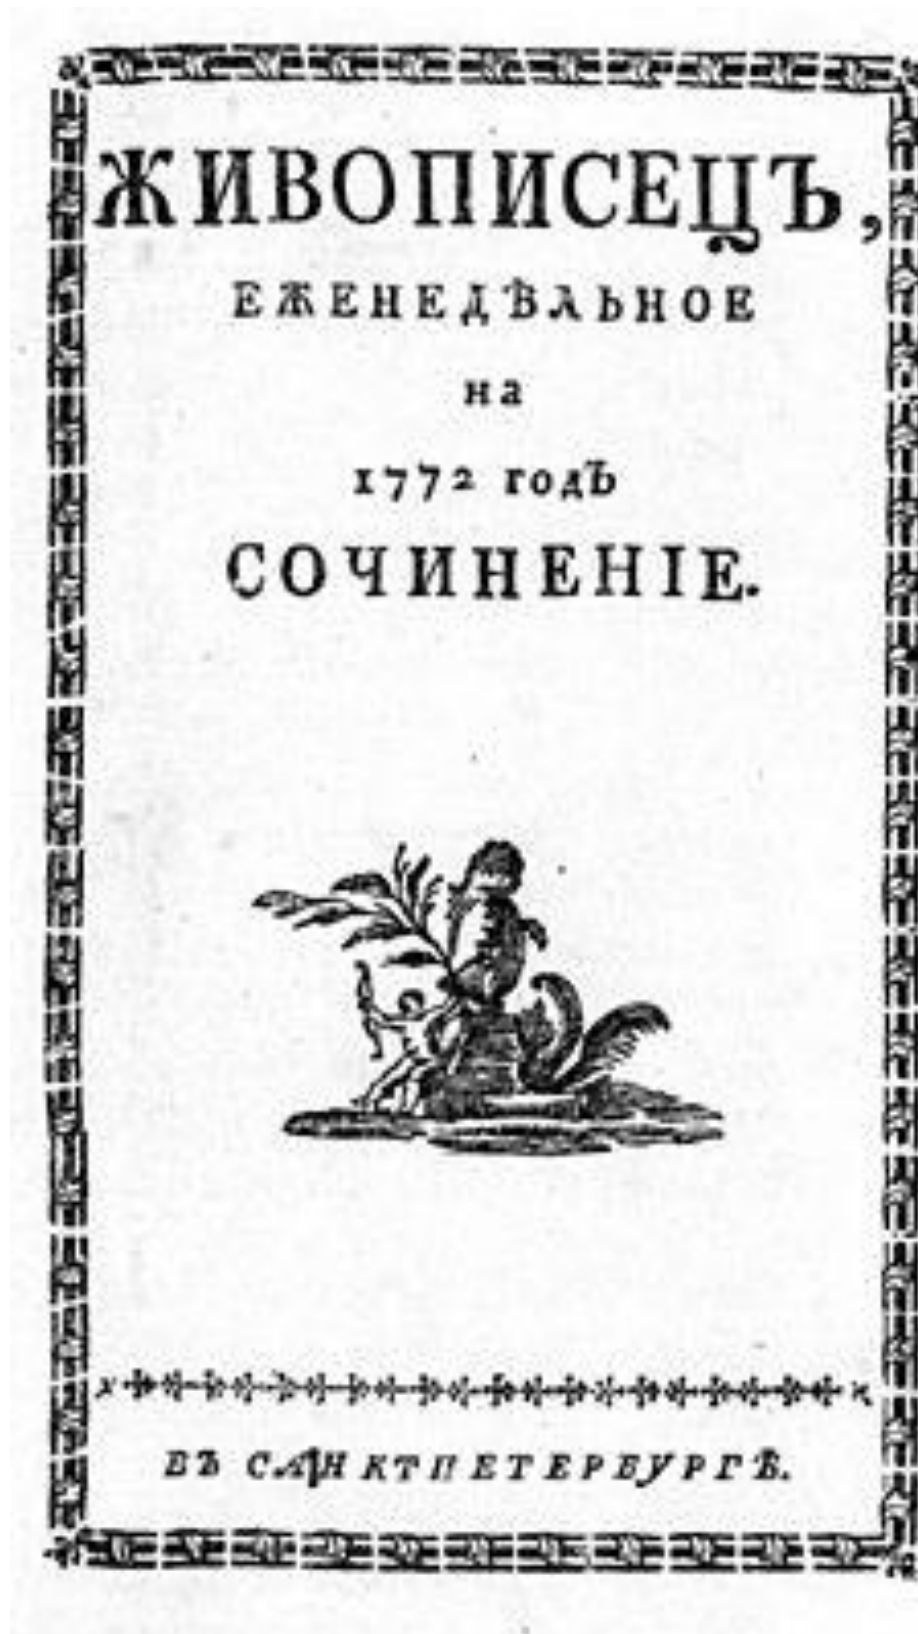 ЖИВОПИСЕЦЪ,
ЕЖЕНЕДѢЛЬНОЕ
на
1772 годЪ
СОЧИНЕНІЕ.
ВЪ САНКТПЕТЕРБУРГѢ.